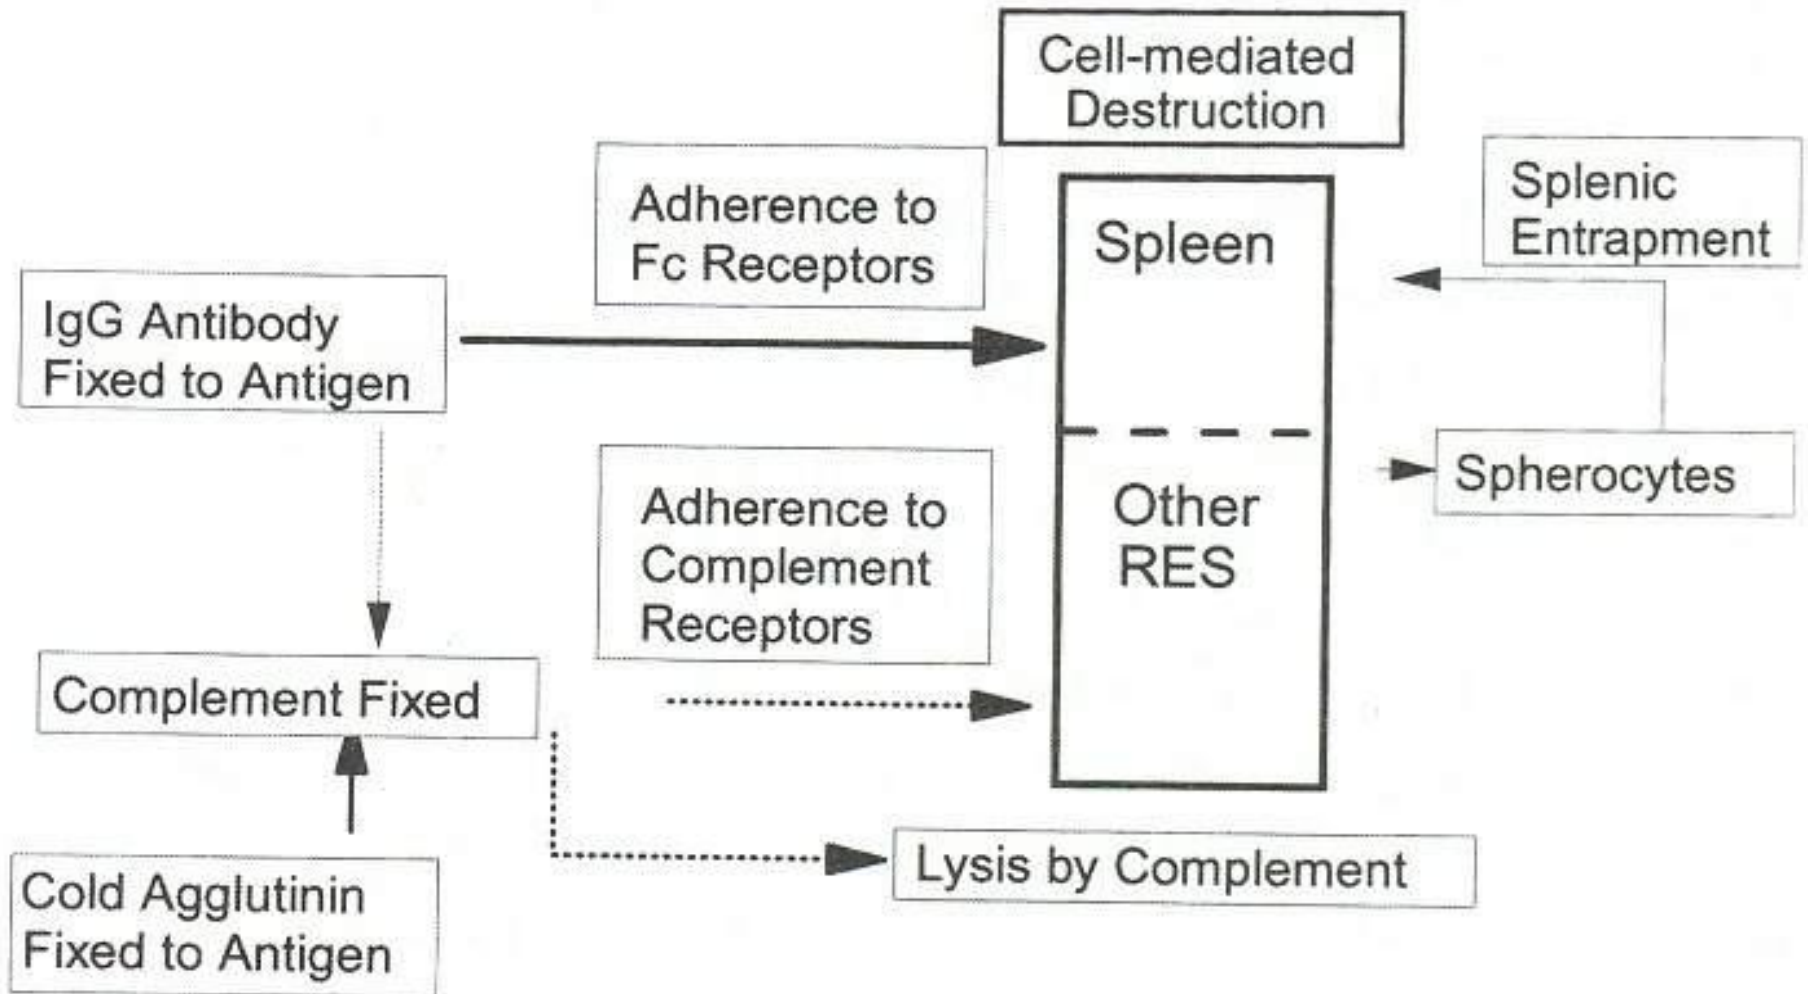 Cell-mediated
Destruction
Adherence to
Fc Receptors
Spleen
Splenic
Entrapment
IgG Antibody
Fixed to Antigen
Adherence to
Complement
Receptors
Other
RES
Spherocytes
Complement Fixed
Lysis by Complement
Cold Agglutinin
Fixed to Antigen